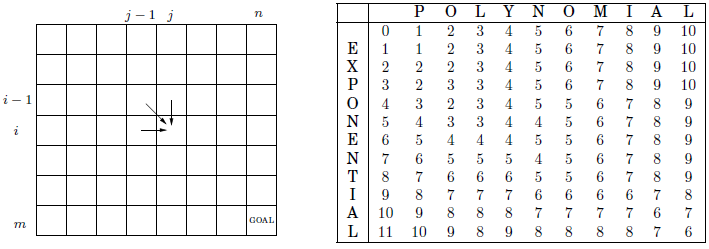 j − 1 j n
i − 1
i
m GOAL
P O L Y N O M I A L
0 1 2 3 4 5 6 7 8 9 10
E 1 1 2 3 4 5 6 7 8 9 10
X 2 2 2 3 4 5 6 7 8 9 10
P 3 2 3 3 4 5 6 7 8 9 10
O 4 3 2 3 4 5 5 6 7 8 9
N 5 4 3 3 4 4 5 6 7 8 9
E 6 5 4 4 4 5 5 6 7 8 9
N 7 6 5 5 5 4 5 6 7 8 9
T 8 7 6 6 6 5 5 6 7 8 9
I 9 8 7 7 7 6 6 6 6 7 8
A 10 9 8 8 8 7 7 7 7 6 7
L 11 10 9 8 9 8 8 8 8 7 6